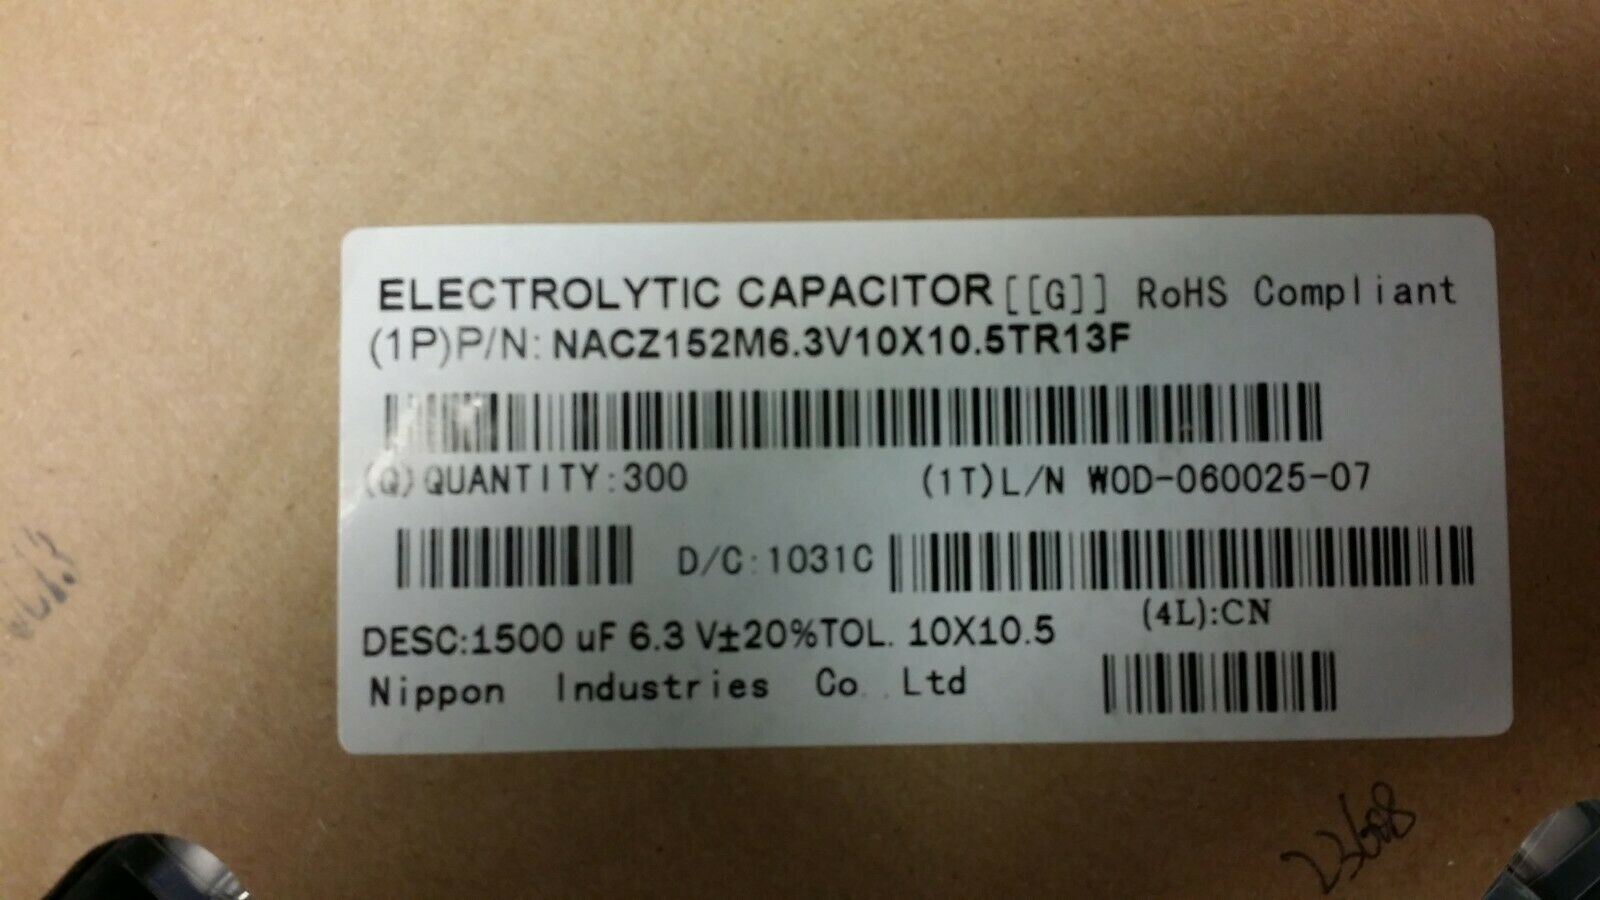 ELECTROLYTIC CAPACITOR[[G]] RoHS Compliant
(1P)P/N: NACZ152M6.3V10X10.5TR13F
(Q)QUANTITY:300 (1T)L/N WOD-060025-07
D/C:1031C
DESC:1500 uF 6.3 V±20%TOL. 10X10.5 (4L):CN
Nippon Industries Co. Ltd